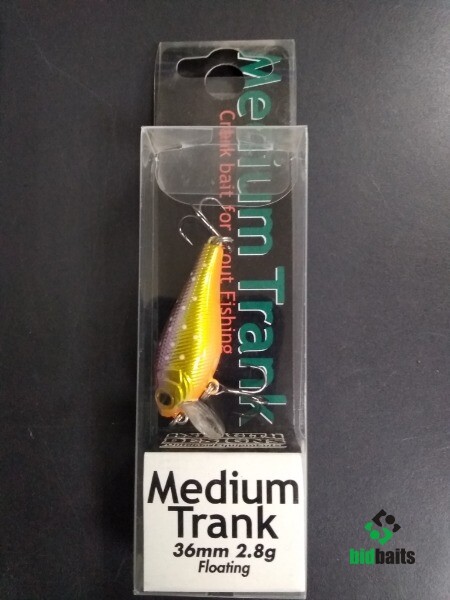 Medium Trank
Crank bait for Trout Fishing
Medium
Trank
36mm 2.8g
Floating
bidbaits